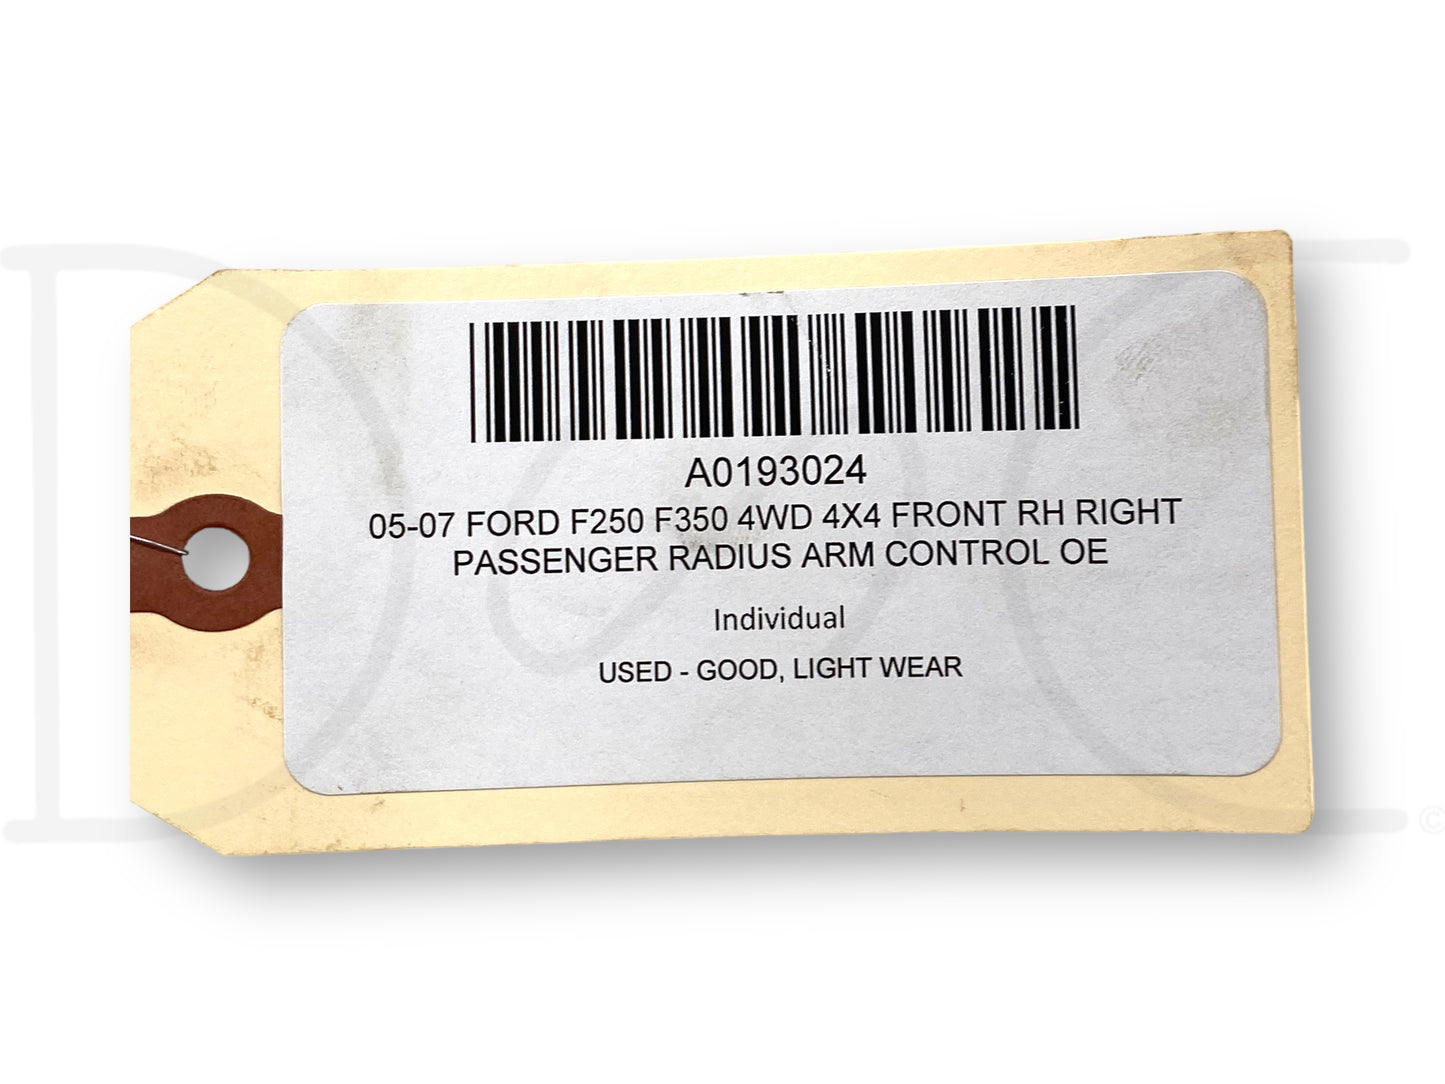 A0193024
05-07 FORD F250 F350 4WD 4X4 FRONT RH RIGHT
PASSENGER RADIUS ARM CONTROL OE
Individual
USED - GOOD, LIGHT WEAR
©